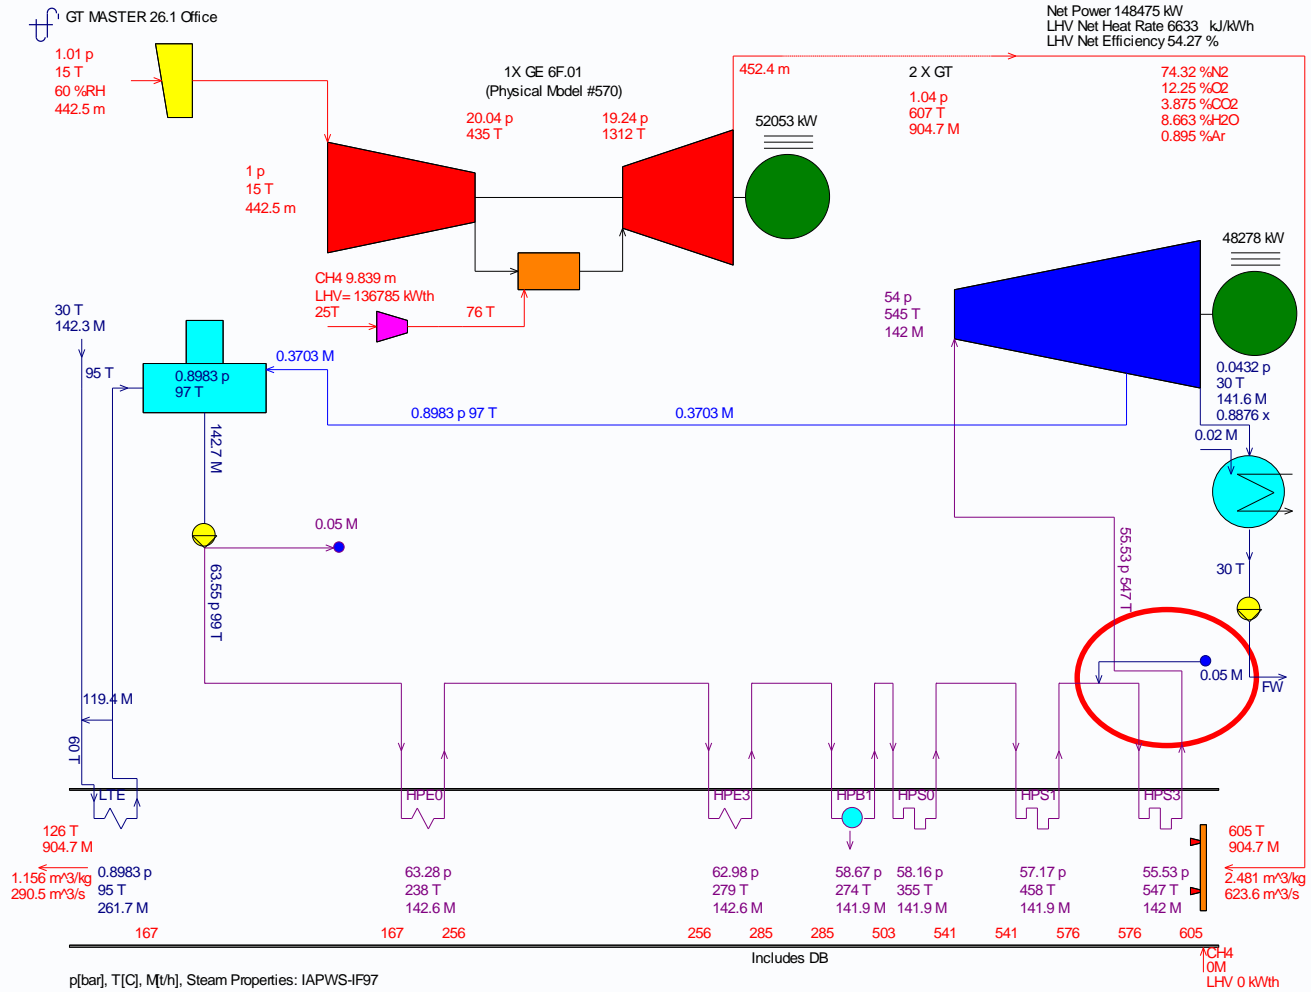 GT MASTER 26.1 Office
Net Power 148475 kW
LHV Net Heat Rate 6633 kJ/kWh
LHV Net Efficiency 54.27 %
1.01 p
15 T
60 %RH
442.5 m
1X GE 6F.01
(Physical Model #570)
452.4 m
2 X GT
1.04 p
607 T
904.7 M
74.32 %N2
12.25 %O2
3.875 %CO2
8.663 %H2O
0.895 %Ar
20.04 p
435 T
19.24 p
1312 T
52053 kW
1 p
15 T
442.5 m
48278 kW
CH4 9.839 m
LHV= 136785 kWth
25T
76 T
54 p
545 T
142 M
30 T
142.3 M
95 T
0.8983 p
97 T
0.3703 M
0.8983 p 97 T
0.3703 M
0.0432 p
30 T
141.6 M
0.8876 x
0.02 M
142.7 M
0.05 M
63.55 p 99 T
55.53 p 547 T
30 T
0.05 M
FW
119.4 M
60 T
LTE
HPE0
HPE3
HPB1
HPS0
HPS1
HPS3
126 T
904.7 M
1.156 m^3/kg
290.5 m^3/s
0.8983 p
95 T
261.7 M
63.28 p
238 T
142.6 M
62.98 p
279 T
142.6 M
58.67 p
274 T
141.9 M
58.16 p
355 T
141.9 M
57.17 p
458 T
141.9 M
55.53 p
547 T
142 M
605 T
904.7 M
2.481 m^3/kg
623.6 m^3/s
167
167
256
256
285
285
503
541
541
576
576
605
Includes DB
CH4
0M
LHV 0 kWth
p[bar], T[C], M[t/h], Steam Properties: IAPWS-IF97